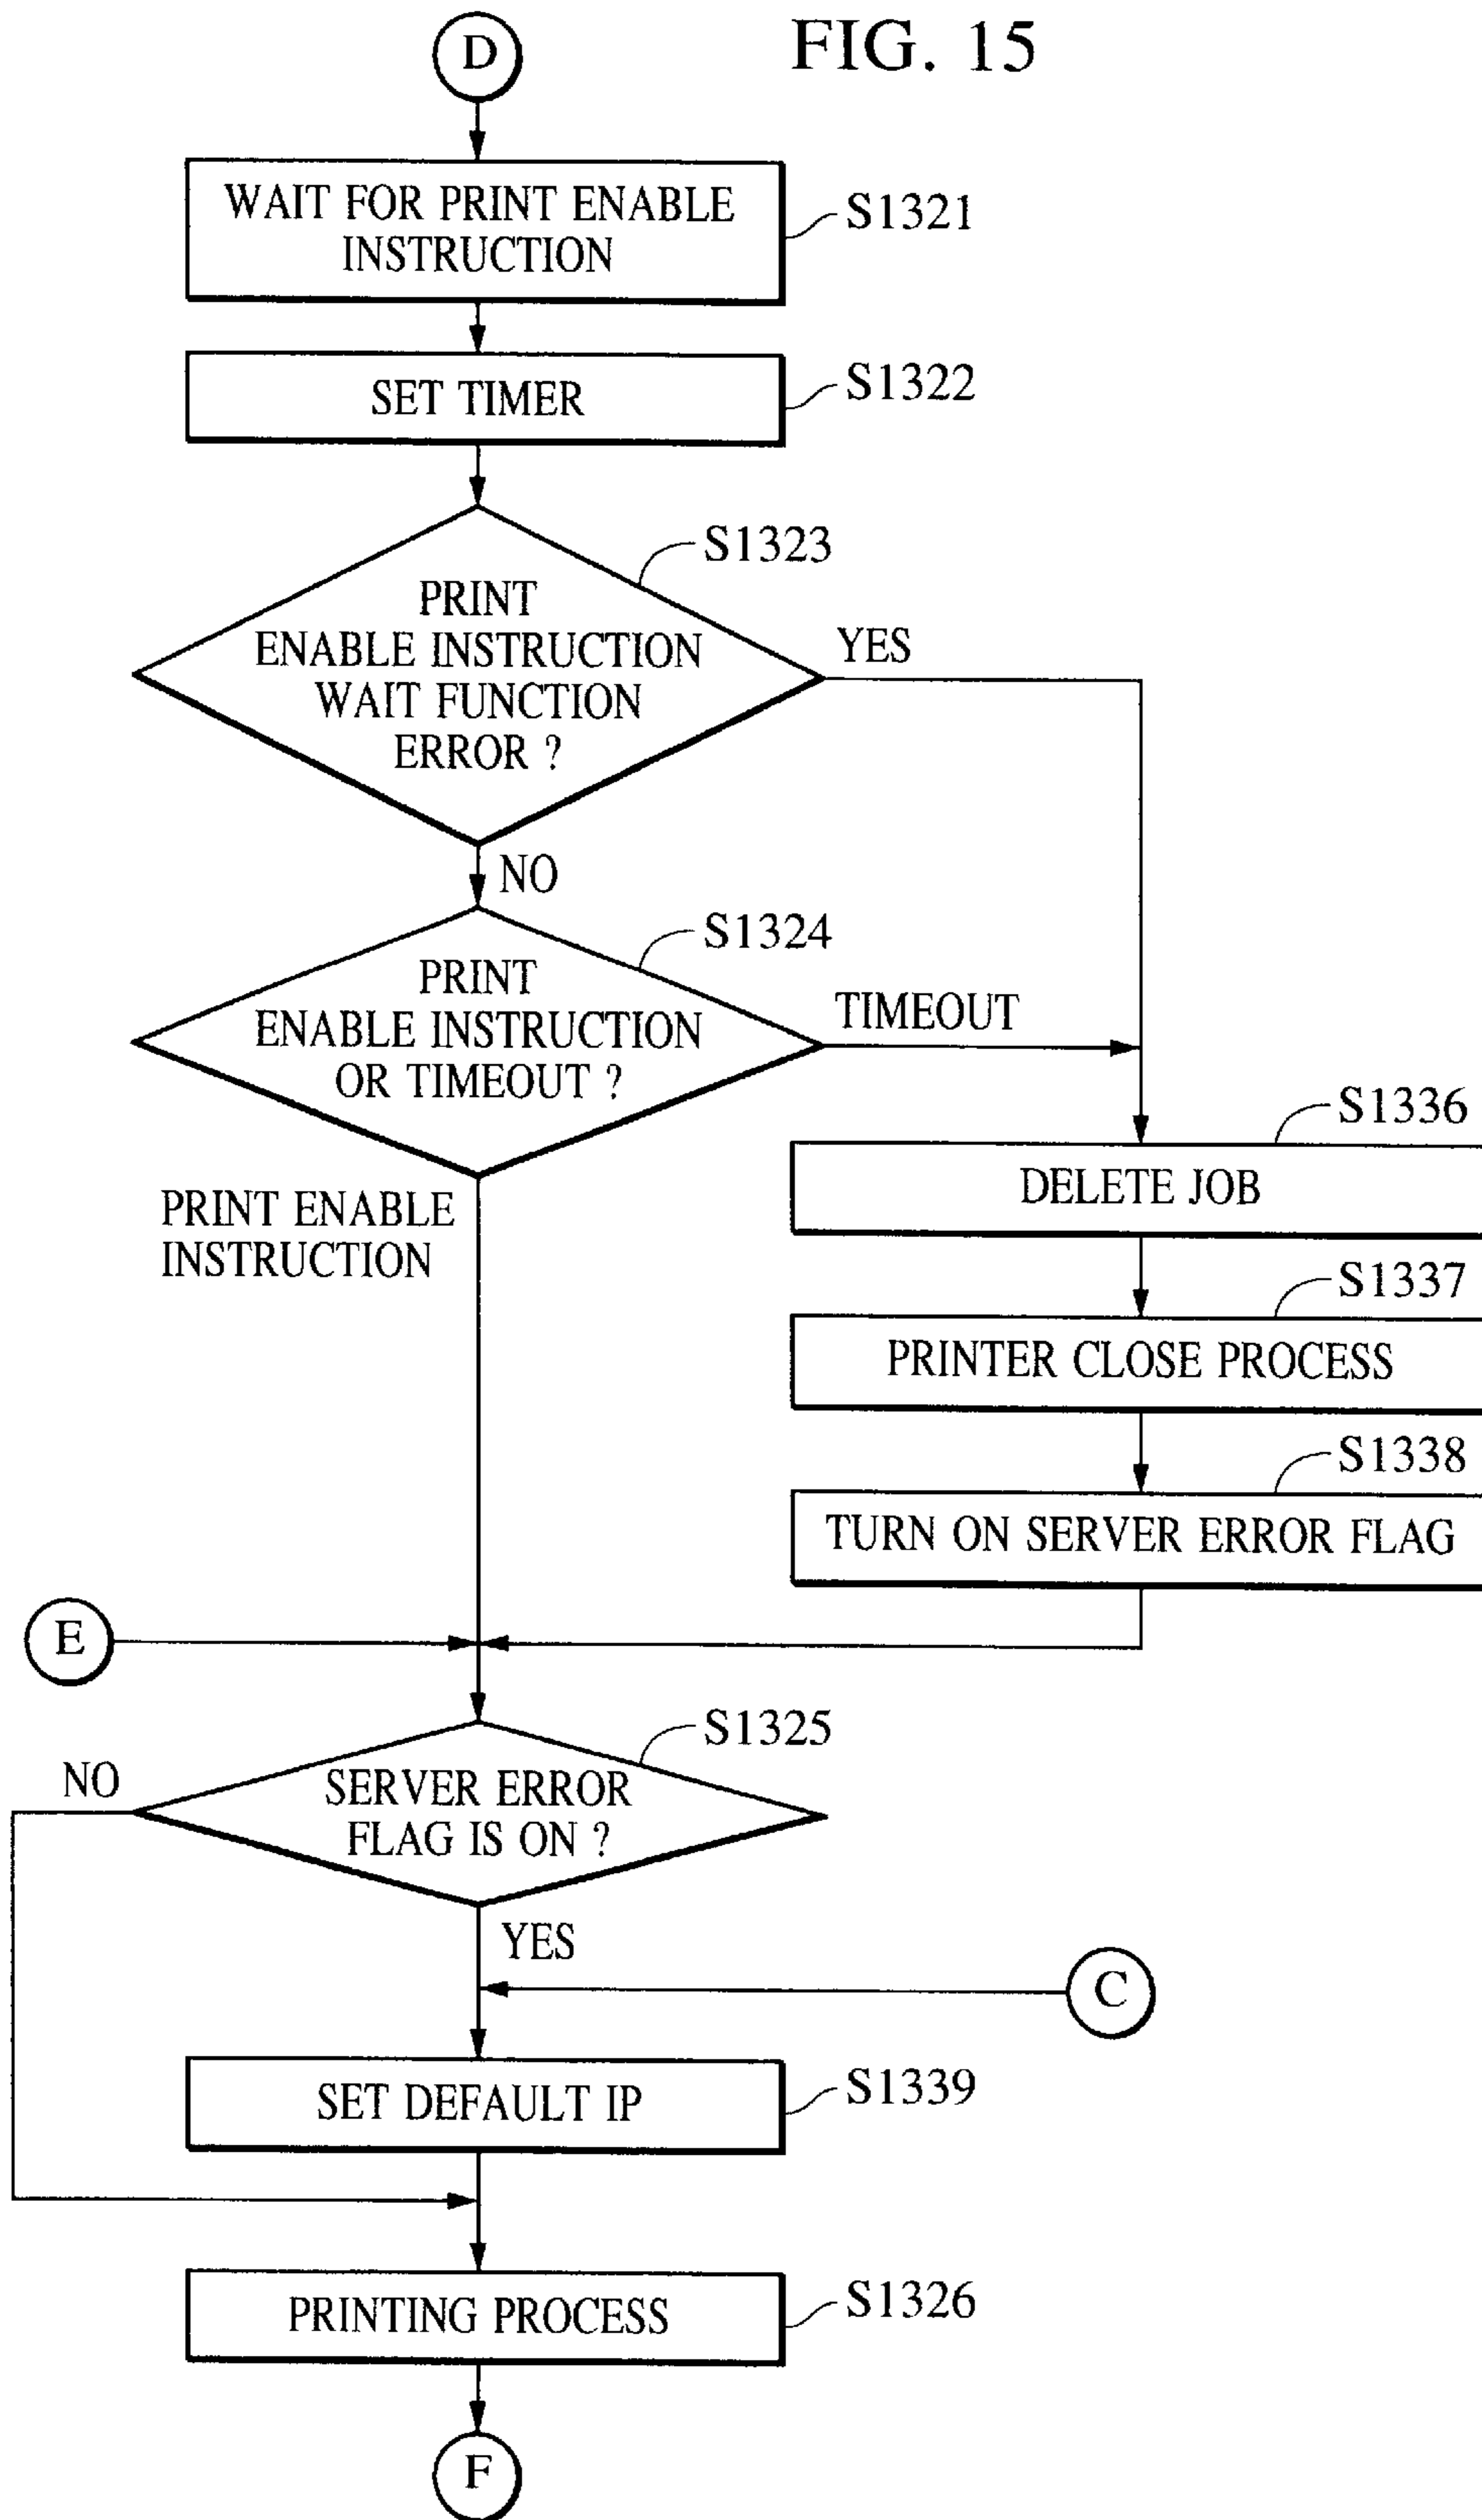 FIG. 15
D
WAIT FOR PRINT ENABLE
INSTRUCTION
S1321
SET TIMER
S1322
S1323
PRINT
ENABLE INSTRUCTION
WAIT FUNCTION
ERROR ?
YES
NO
S1324
PRINT
ENABLE INSTRUCTION
OR TIMEOUT ?
TIMEOUT
PRINT ENABLE
INSTRUCTION
S1336
DELETE JOB
S1337
PRINTER CLOSE PROCESS
S1338
TURN ON SERVER ERROR FLAG
E
S1325
NO
SERVER ERROR
FLAG IS ON ?
YES
C
SET DEFAULT IP
S1339
PRINTING PROCESS
S1326
F